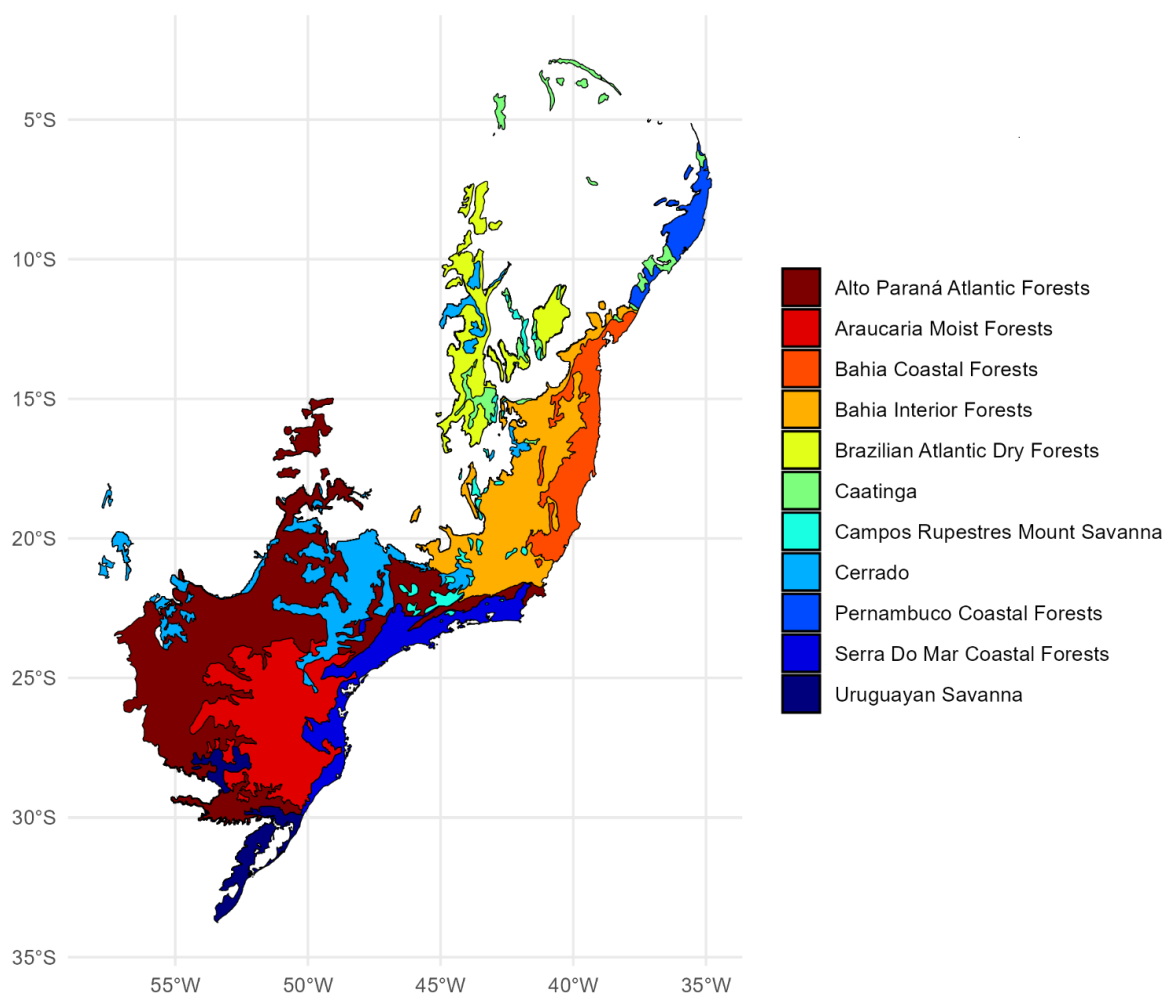 5°S
10°S
15°S
20°S
25°S
30°S
35°S
55°W
50°W
45°W
40°W
35°W
Alto Paraná Atlantic Forests
Araucaria Moist Forests
Bahia Coastal Forests
Bahia Interior Forests
Brazilian Atlantic Dry Forests
Caatinga
Campos Rupestres Mount Savanna
Cerrado
Pernambuco Coastal Forests
Serra Do Mar Coastal Forests
Uruguayan Savanna